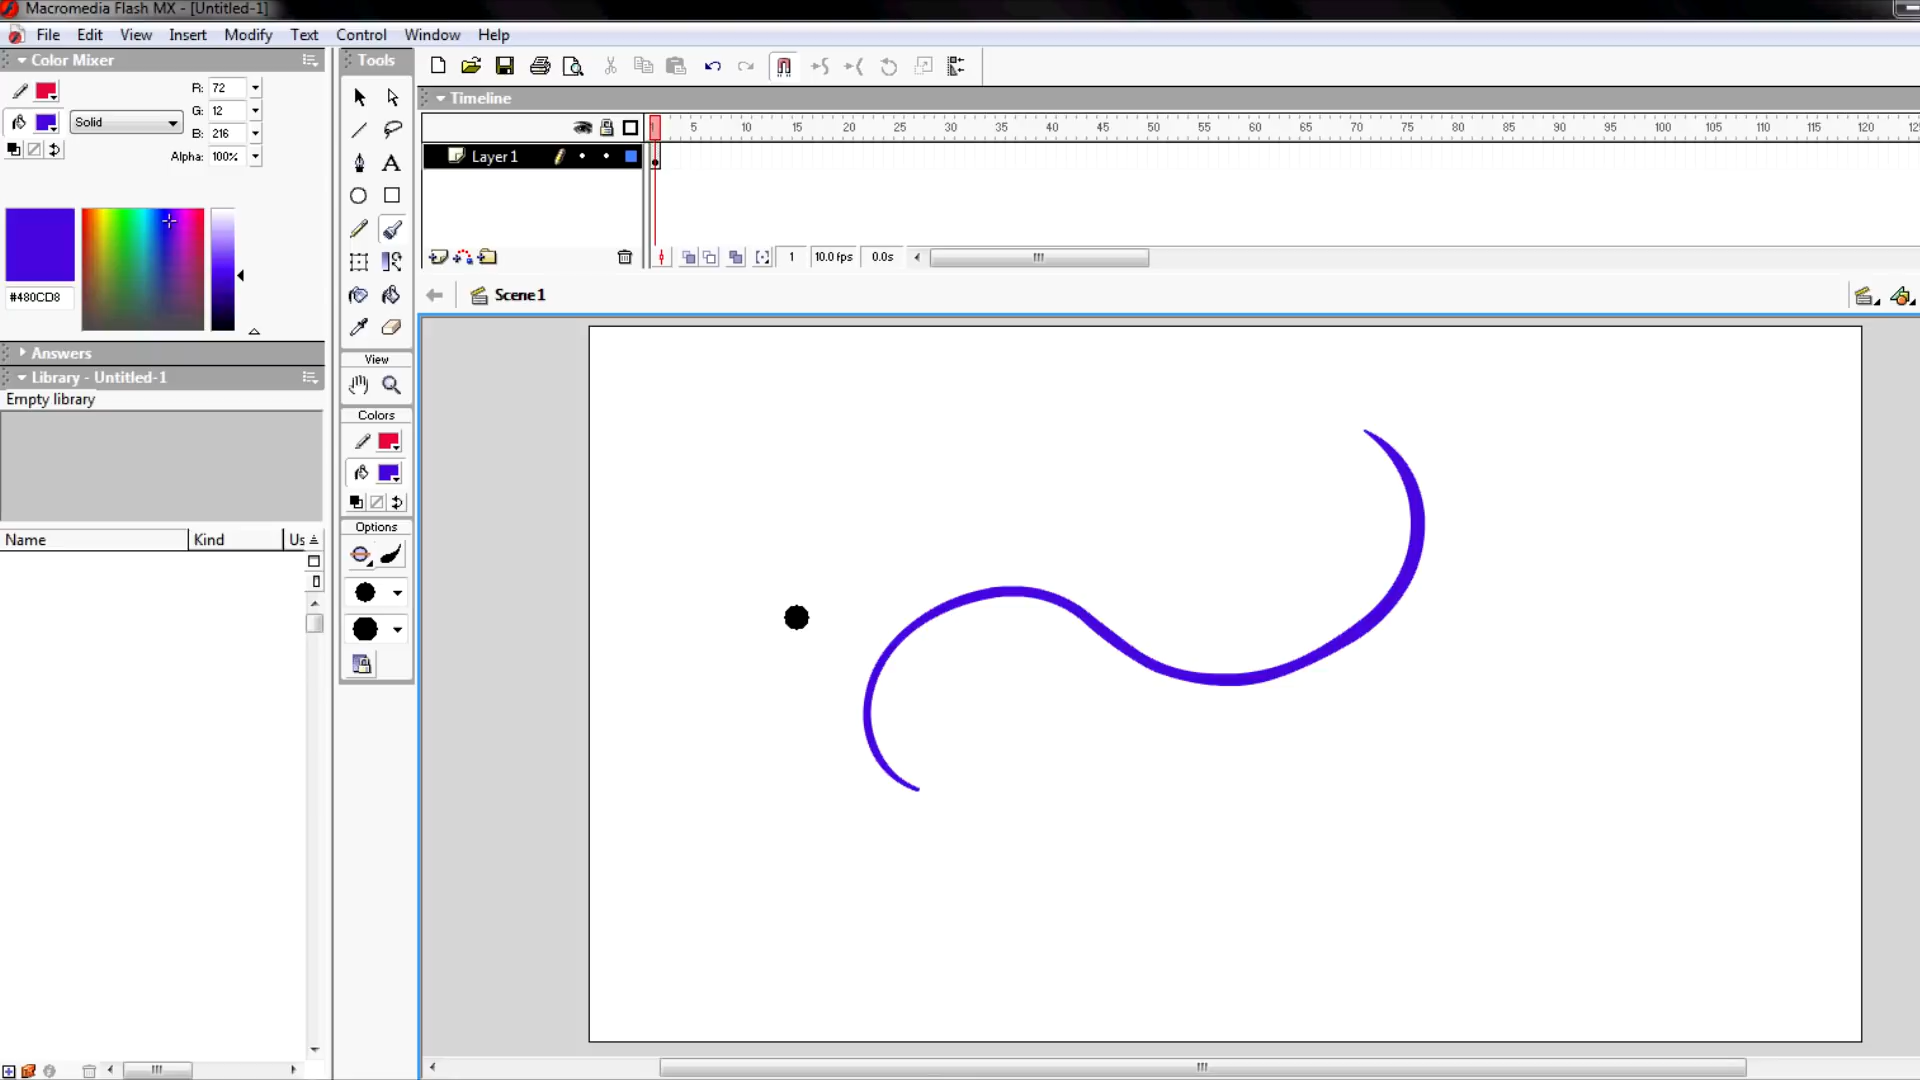 Macromedia Flash MX - [Untitled-1]
File Edit View Insert Modify Text Control Window Help
Color Mixer
R: 72
G: 12
Solid
B: 216
Alpha: 100%
#480CD8
Answers
Library - Untitled-1
Empty library
Name Kind Us
Tools
View
Colors
Options
Timeline
1 5 10 15 20 25 30 35 40 45 50 55 60 65 70 75 80 85 90 95 100 105 110 115 120 12
Layer 1
1 10.0 fps 0.0s
Scene 1